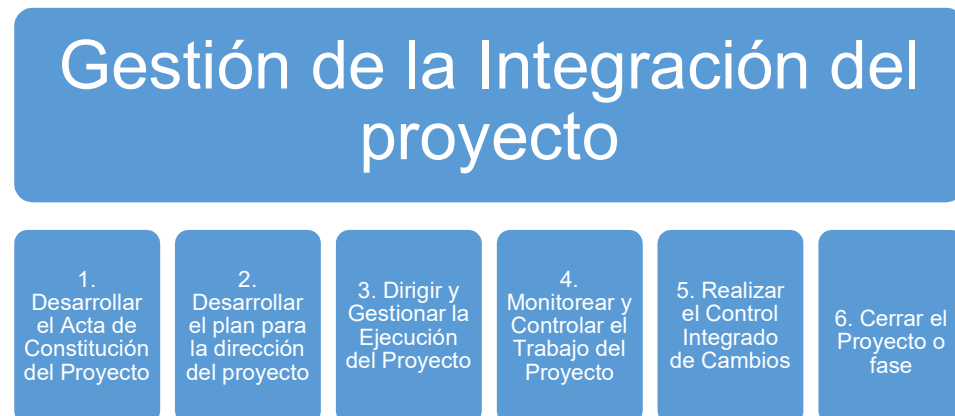 Gestión de la Integración del
proyecto
1.
Desarrollar
el Acta de
Constitución
del Proyecto
2.
Desarrollar
el plan para
la dirección
del proyecto
3. Dirigir y
Gestionar la
Ejecución
del Proyecto
4.
Monitorear y
Controlar el
Trabajo del
Proyecto
5. Realizar
el Control
Integrado
de Cambios
6. Cerrar el
Proyecto o
fase